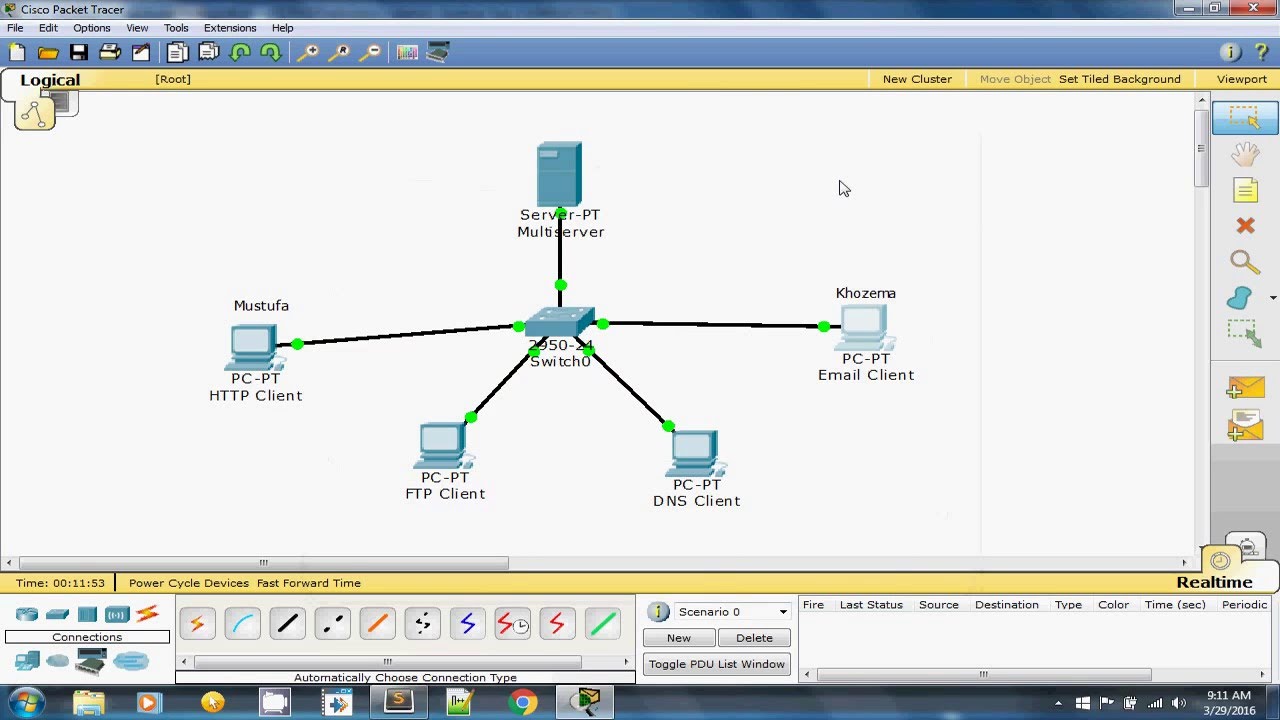 Cisco Packet Tracer
File Edit Options View Tools Extensions Help
Logical [Root] New Cluster Move Object Set Tiled Background Viewport
Server-PT
Multiserver
Mustufa
Khozema
2950-24
Switch0
PC-PT
HTTP Client
PC-PT
Email Client
PC-PT
FTP Client
PC-PT
DNS Client
Time: 00:11:53 Power Cycle Devices Fast Forward Time
Realtime
Connections
Automatically Choose Connection Type
Scenario 0
New Delete
Toggle PDU List Window
Fire Last Status Source Destination Type Color Time (sec) Periodic
9:11 AM
3/29/2016